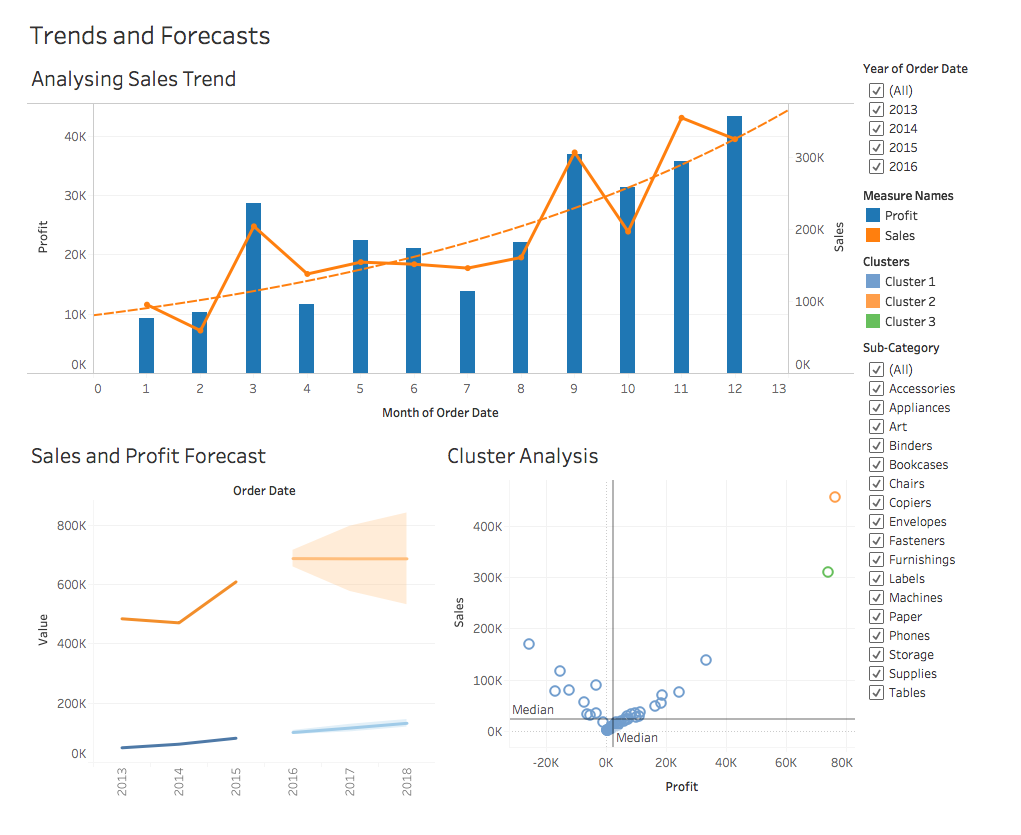 Trends and Forecasts
Analysing Sales Trend
40K
30K
20K
10K
0K
Profit
300K
200K
100K
0K
Sales
0 1 2 3 4 5 6 7 8 9 10 11 12 13
Month of Order Date
Year of Order Date
(All)
2013
2014
2015
2016
Measure Names
Profit
Sales
Clusters
Cluster 1
Cluster 2
Cluster 3
Sub-Category
(All)
Accessories
Appliances
Art
Binders
Bookcases
Chairs
Copiers
Envelopes
Fasteners
Furnishings
Labels
Machines
Paper
Phones
Storage
Supplies
Tables
Sales and Profit Forecast
Order Date
800K
600K
400K
200K
0K
Value
2013 2014 2015 2016 2017 2018
Cluster Analysis
400K
300K
200K
100K
0K
Sales
Median
Median
-20K 0K 20K 40K 60K 80K
Profit